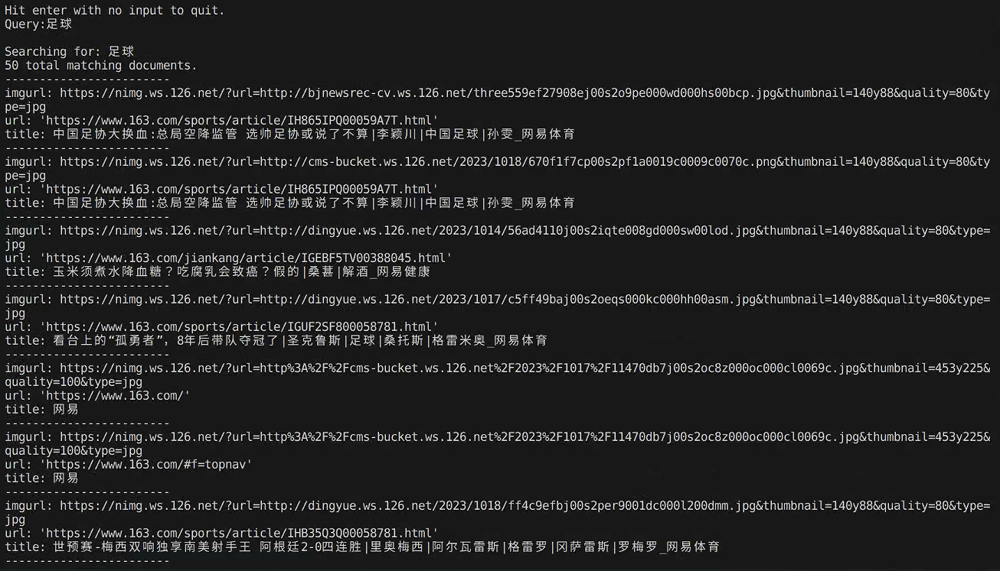 Hit enter with no input to quit.
Query:足球
Searching for: 足球
50 total matching documents.
------------------------
imgurl: https://nimg.ws.126.net/?url=http://bjnewsrec-cv.ws.126.net/three559ef27908ej00s2o9pe000wd000hs00bcp.jpg&thumbnail=140y88&quality=80&ty
pe=jpg
url: 'https://www.163.com/sports/article/IH865IPQ00059A7T.html'
title: 中国足协大换血:总局空降监管 选帅足协或说了不算|李颖川|中国足球|孙雯_网易体育
------------------------
imgurl: https://nimg.ws.126.net/?url=http://cms-bucket.ws.126.net/2023/1018/670f1f7cp00s2pf1a0019c0009c0070c.png&thumbnail=140y88&quality=80&ty
pe=jpg
url: 'https://www.163.com/sports/article/IH865IPQ00059A7T.html'
title: 中国足协大换血:总局空降监管 选帅足协或说了不算|李颖川|中国足球|孙雯_网易体育
------------------------
imgurl: https://nimg.ws.126.net/?url=http://dingyue.ws.126.net/2023/1014/56ad4110j00s2iqte008gd000sw00lod.jpg&thumbnail=140y88&quality=80&type=
jpg
url: 'https://www.163.com/jiankang/article/IGEBF5TV00388045.html'
title: 玉米须煮水降血糖？吃腐乳会致癌？假的|桑葚|解酒_网易健康
------------------------
imgurl: https://nimg.ws.126.net/?url=http://dingyue.ws.126.net/2023/1017/c5ff49baj00s2oeqs000kc000hh00asm.jpg&thumbnail=140y88&quality=80&type=
jpg
url: 'https://www.163.com/sports/article/IGUF2SF800058781.html'
title: 看台上的“孤勇者”，8年后带队夺冠了|圣克鲁斯|足球|桑托斯|格雷米奥_网易体育
------------------------
imgurl: https://nimg.ws.126.net/?url=http%3A%2F%2Fcms-bucket.ws.126.net%2F2023%2F1017%2F11470db7j00s2oc8z000oc000cl0069c.jpg&thumbnail=453y225&
quality=100&type=jpg
url: 'https://www.163.com/'
title: 网易
------------------------
imgurl: https://nimg.ws.126.net/?url=http%3A%2F%2Fcms-bucket.ws.126.net%2F2023%2F1017%2F11470db7j00s2oc8z000oc000cl0069c.jpg&thumbnail=453y225&
quality=100&type=jpg
url: 'https://www.163.com/#f=topnav'
title: 网易
------------------------
imgurl: https://nimg.ws.126.net/?url=http://dingyue.ws.126.net/2023/1018/ff4c9efbj00s2per9001dc000l200dmm.jpg&thumbnail=140y88&quality=80&type=
jpg
url: 'https://www.163.com/sports/article/IHB35Q3Q00058781.html'
title: 世预赛-梅西双响独享南美射手王 阿根廷2-0四连胜|里奥梅西|阿尔瓦雷斯|格雷罗|冈萨雷斯|罗梅罗_网易体育
------------------------